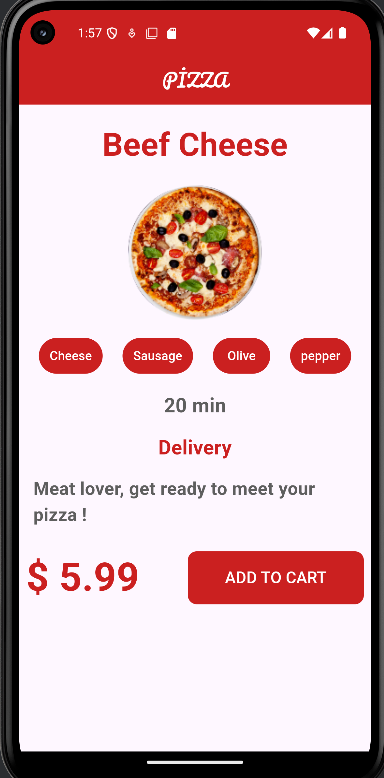 1:57
pizza
Beef Cheese
Cheese Sausage Olive pepper
20 min
Delivery
Meat lover, get ready to meet your
pizza !
$ 5.99 ADD TO CART